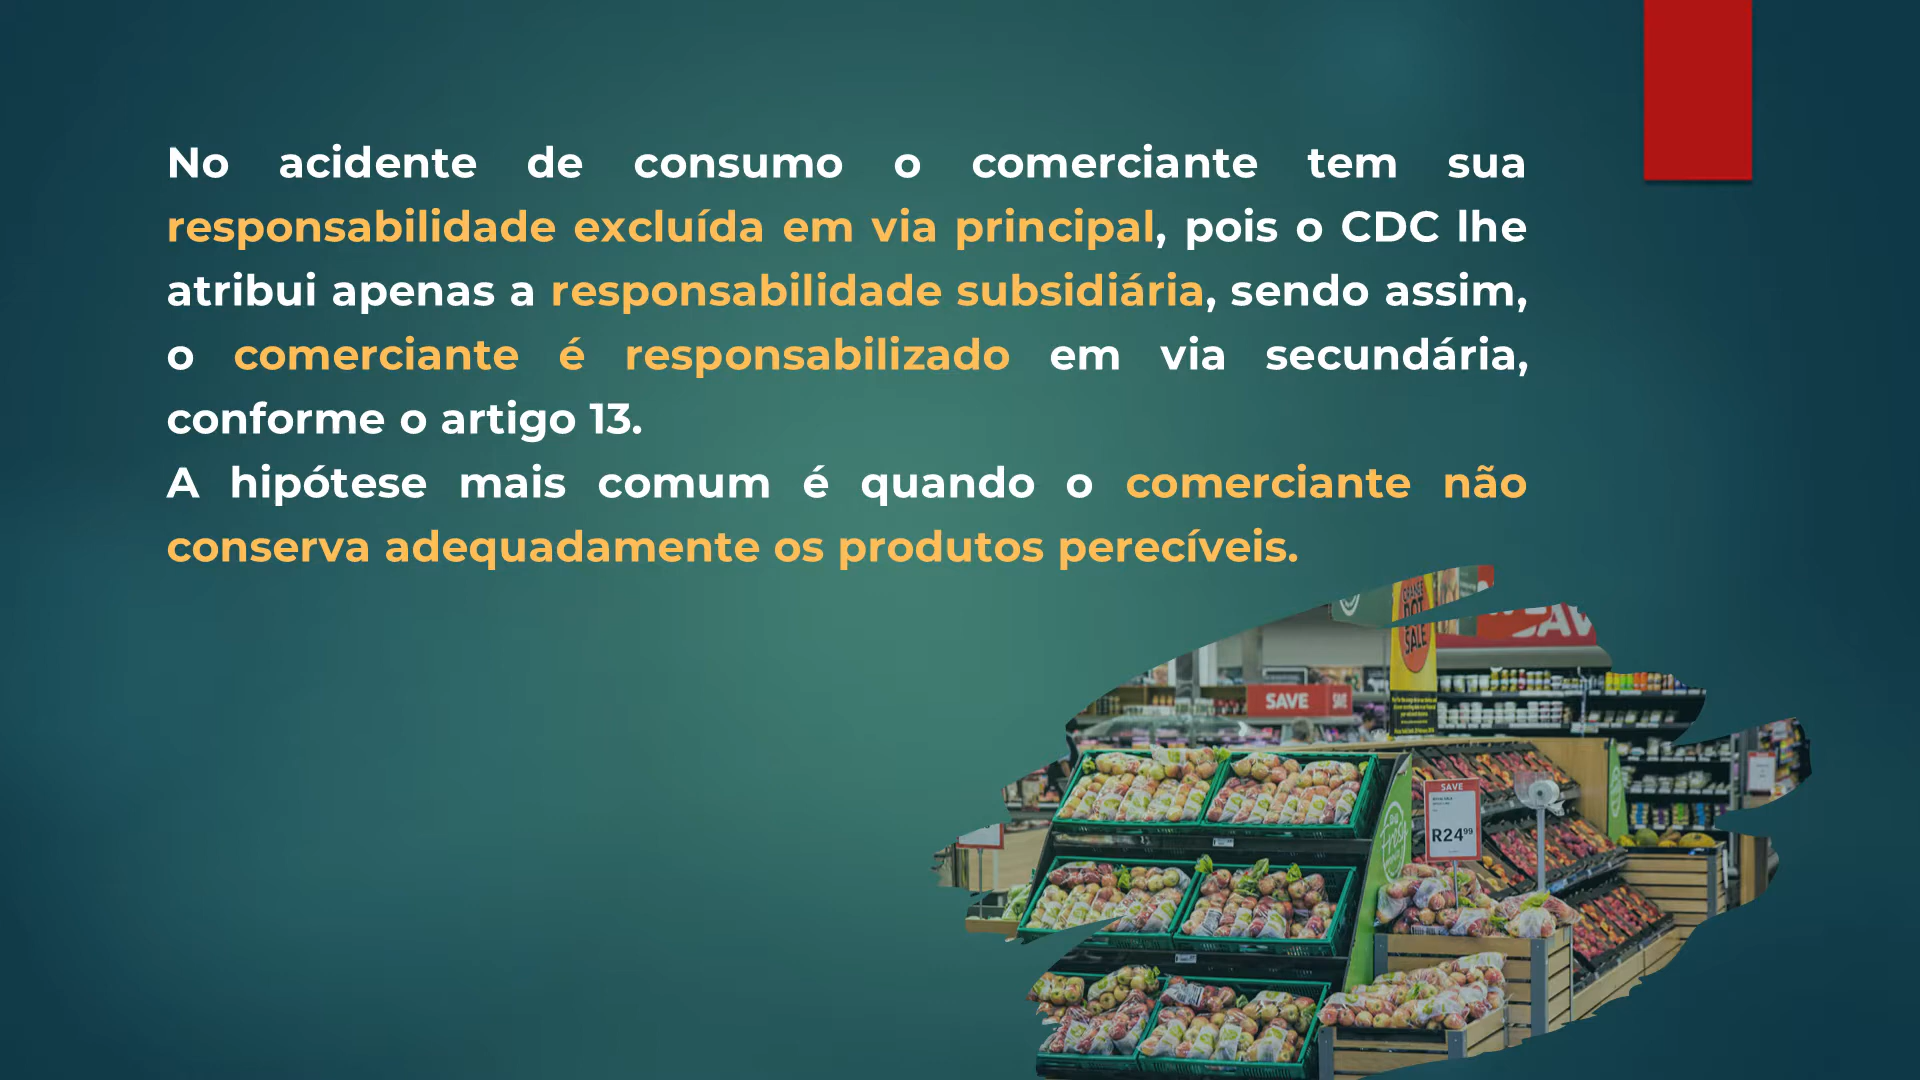 No acidente de consumo o comerciante tem sua
responsabilidade excluída em via principal, pois o CDC lhe
atribui apenas a responsabilidade subsidiária, sendo assim,
o comerciante é responsabilizado em via secundária,
conforme o artigo 13.
A hipótese mais comum é quando o comerciante não
conserva adequadamente os produtos perecíveis.
SALE
SAVE
SAVE
R24⁹⁹